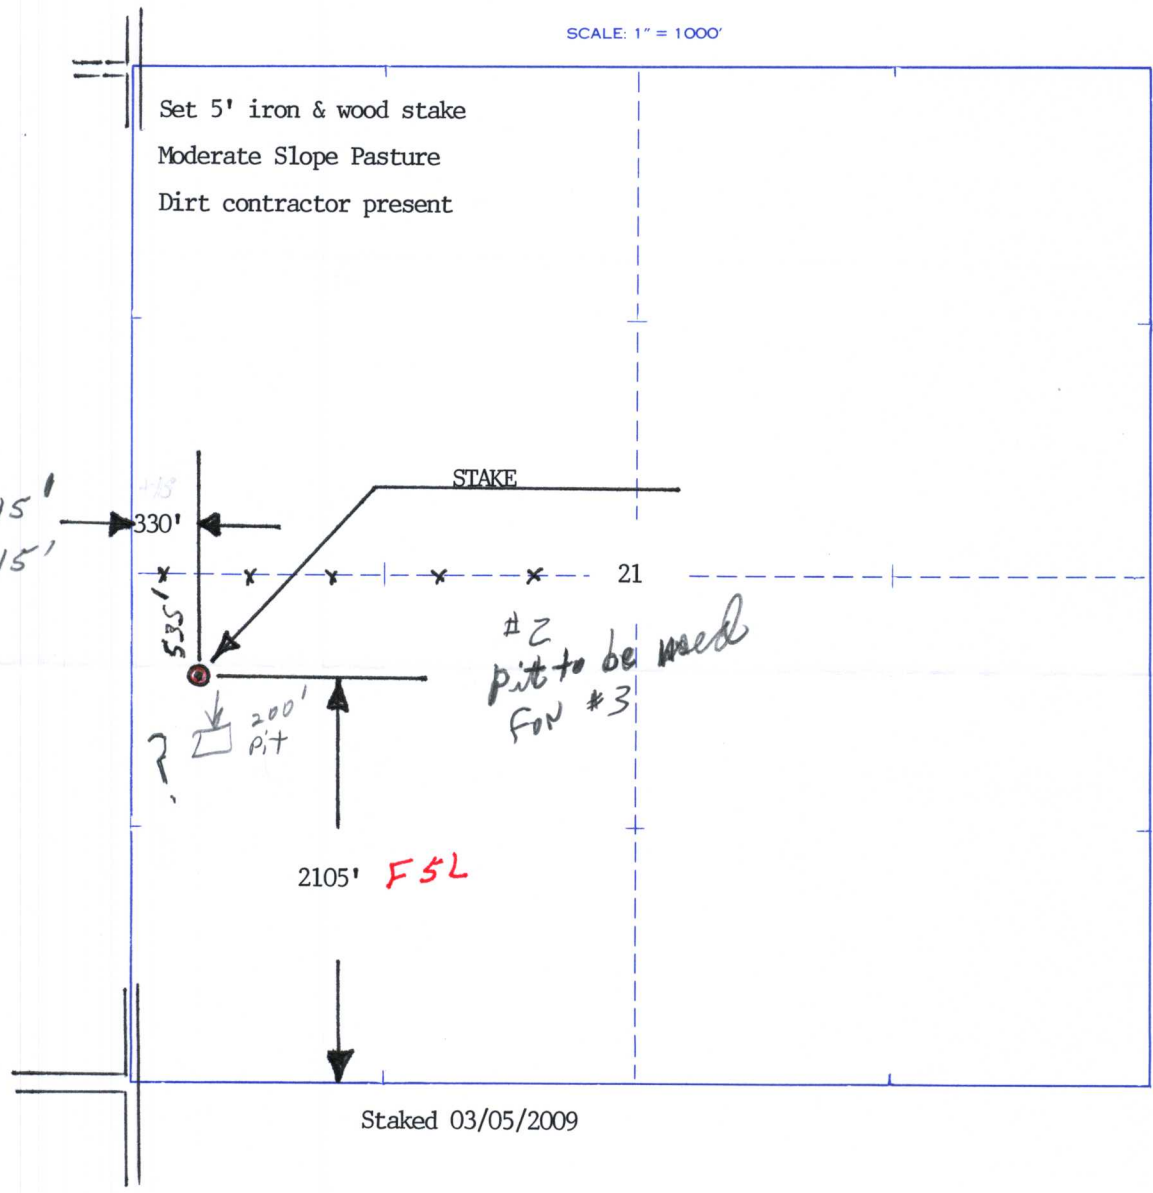 SCALE: 1" = 1000'
Set 5' iron & wood stake
Moderate Slope Pasture
Dirt contractor present
STAKE
330'
21
535'
#2
pit to be used
FOR #3
200'
pit
?
2105' FSL
Staked 03/05/2009